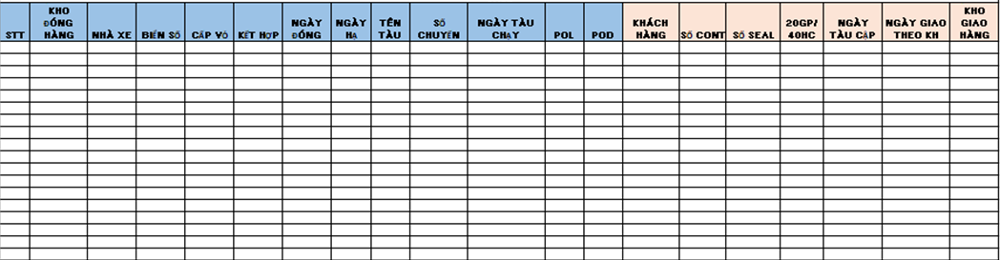 STT
KHO
ĐÓNG
HÀNG
NHÀ XE
BIỂN SỐ
CẤP VỎ
KẾT HỢP
NGÀY
ĐÓNG
NGÀY
HẠ
TÊN
TÀU
SỐ
CHUYẾN
NGÀY TÀU
CHẠY
POL
POD
KHÁCH
HÀNG
SỐ CONT
SỐ SEAL
20GP/
40HC
NGÀY
TÀU CẬP
NGÀY GIAO
THEO KH
KHO
GIAO
HÀNG